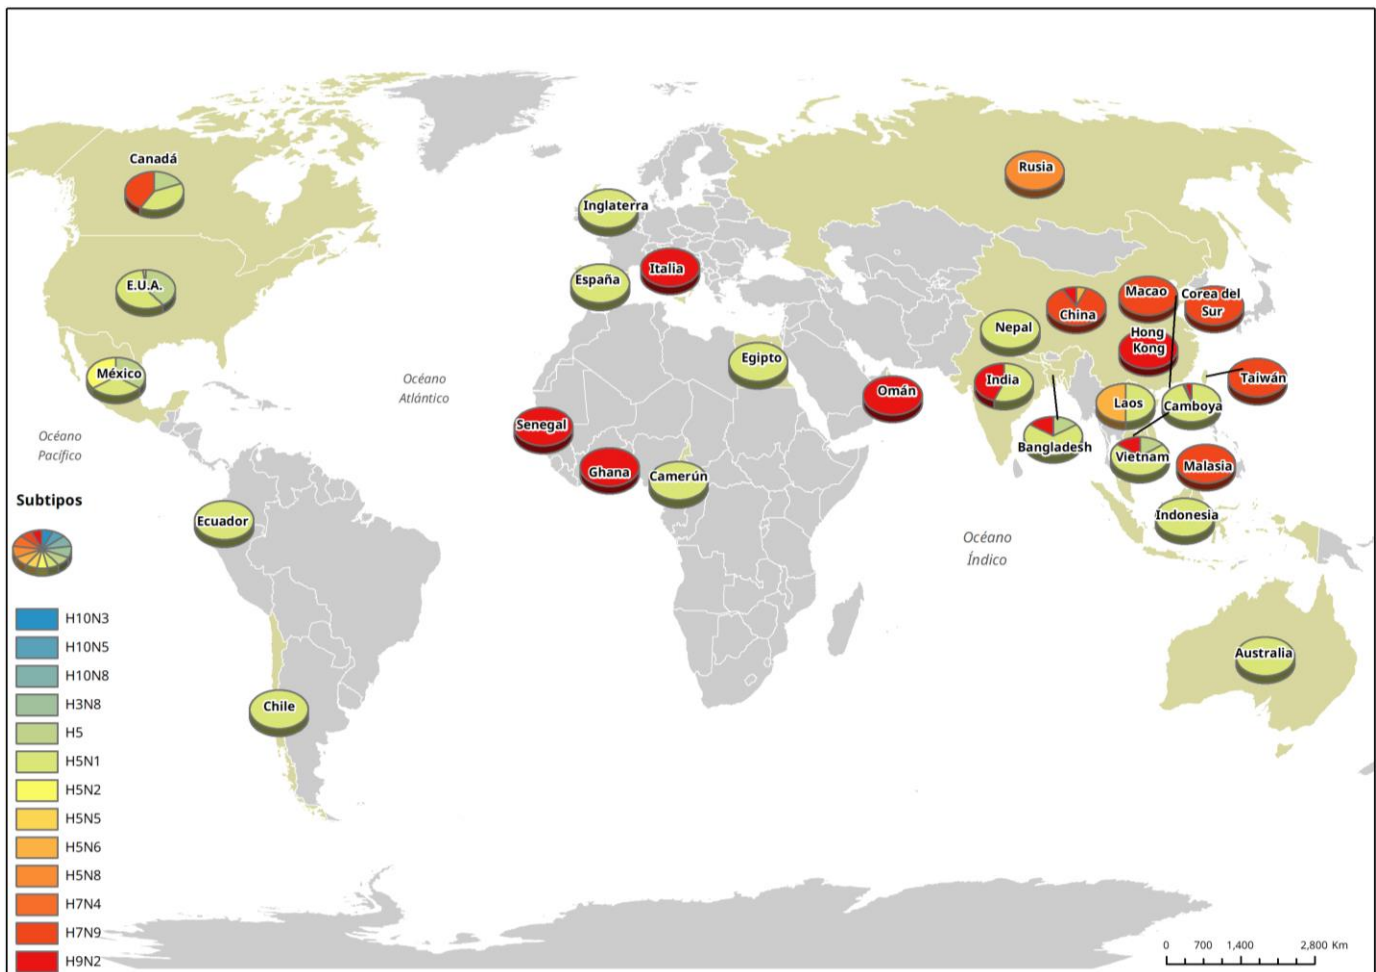 Canadá
Rusia
Inglaterra
Italia
España
E.U.A.
México
Macao
Corea del
Sur
China
Hong
Kong
Nepal
Egipto
India
Omán
Taiwán
Laos
Camboya
Océano
Atlántico
Senegal
Ghana
Camerún
Bangladesh
Vietnam
Malasia
Indonesia
Océano
Pacífico
Ecuador
Océano
Índico
Australia
Chile
Subtipos
H10N3
H10N5
H10N8
H3N8
H5
H5N1
H5N2
H5N5
H5N6
H5N8
H7N4
H7N9
H9N2
0 700 1,400 2,800 Km